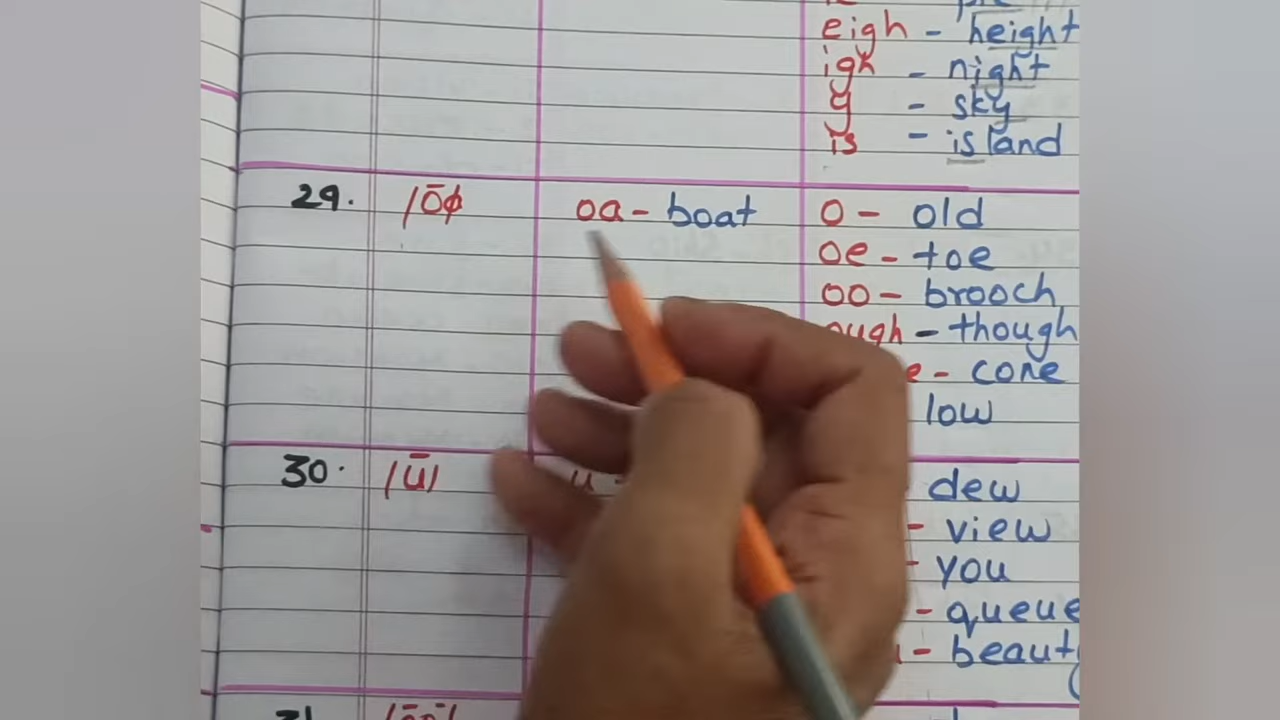 eigh - height
igh - night
y - sky
is - island
29. /ō/ oa - boat o - old
oe - toe
oo - brooch
ough - though
e - cone
low
30. /ū/ u dew
- view
- you
- queue
- beaut
31.